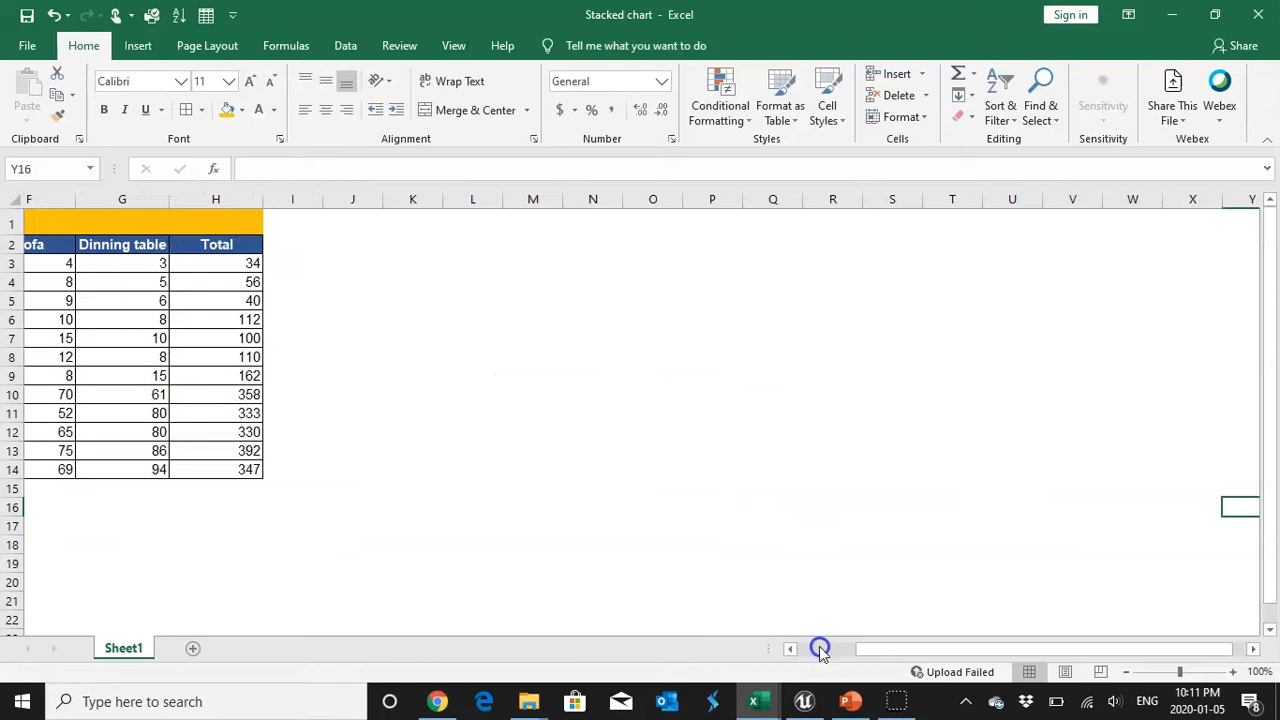 Stacked chart - Excel
Sign in
File Home Insert Page Layout Formulas Data Review View Help Tell me what you want to do Share
Paste
Calibri 11
B I U A
Wrap Text
Merge & Center
General
$ % ,
Conditional Formatting
Format as Table
Cell Styles
Insert
Delete
Format
Sort & Filter
Find & Select
Sensitivity
Share This File
Webex
Clipboard Font Alignment Number Styles Cells Editing Sensitivity Webex
Y16 fx
F G H I J K L M N O P Q R S T U V W X Y
1
2 ofa Dinning table Total
3 4 3 34
4 8 5 56
5 9 6 40
6 10 8 112
7 15 10 100
8 12 8 110
9 8 15 162
10 70 61 358
11 52 80 333
12 65 80 330
13 75 86 392
14 69 94 347
15
16
17
18
19
20
21
22
Sheet1
Upload Failed 100%
Type here to search
ENG
10:11 PM
2020-01-05
8